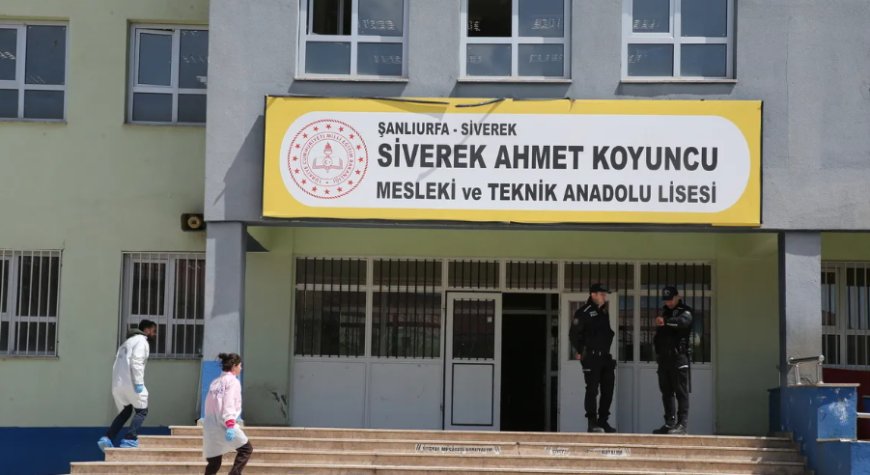 ŞANLIURFA - SİVEREK
SİVEREK AHMET KOYUNCU
MESLEKİ ve TEKNİK ANADOLU LİSESİ